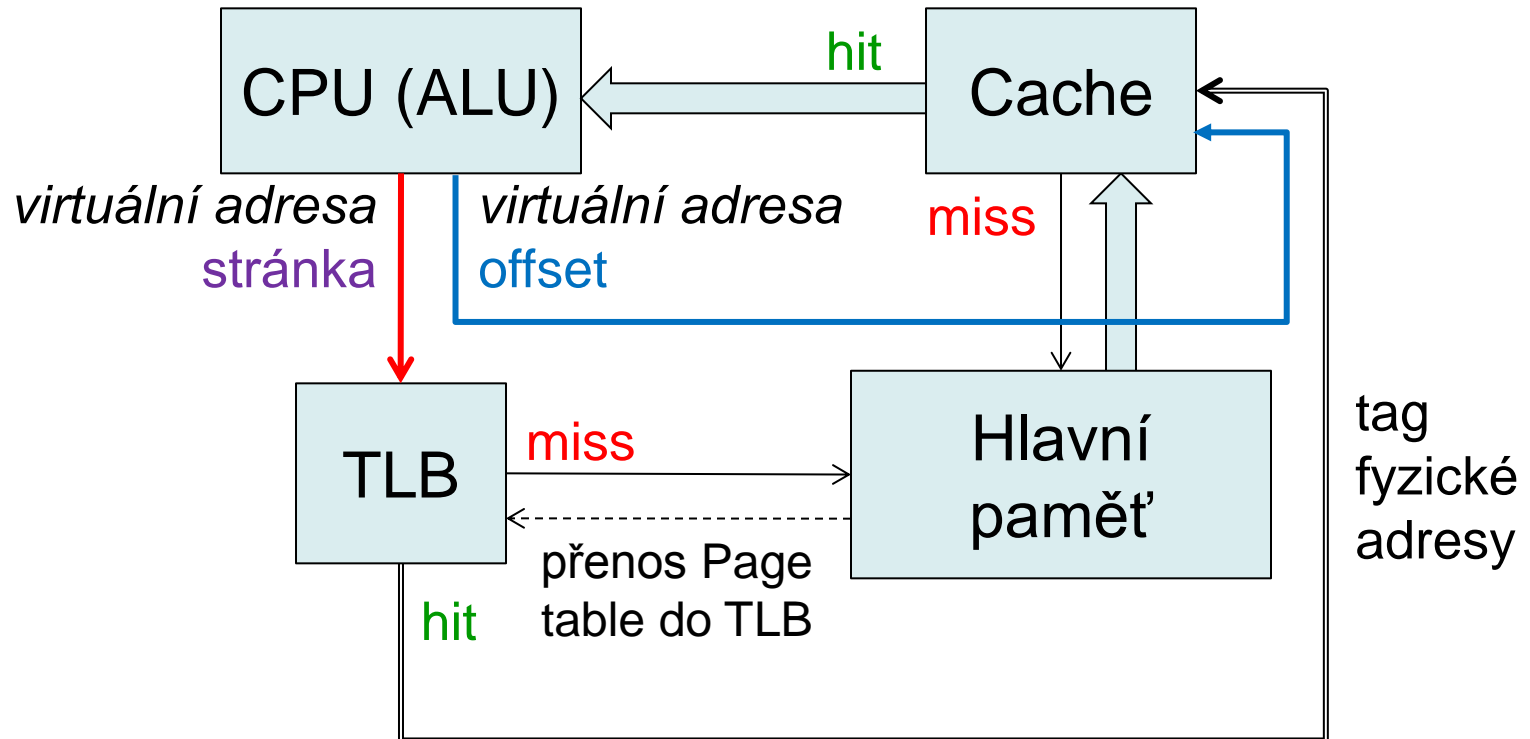 CPU (ALU)
hit
Cache
virtuální adresa
stránka
virtuální adresa
offset
miss
TLB
miss
Hlavní
paměť
přenos Page
table do TLB
hit
tag
fyzické
adresy